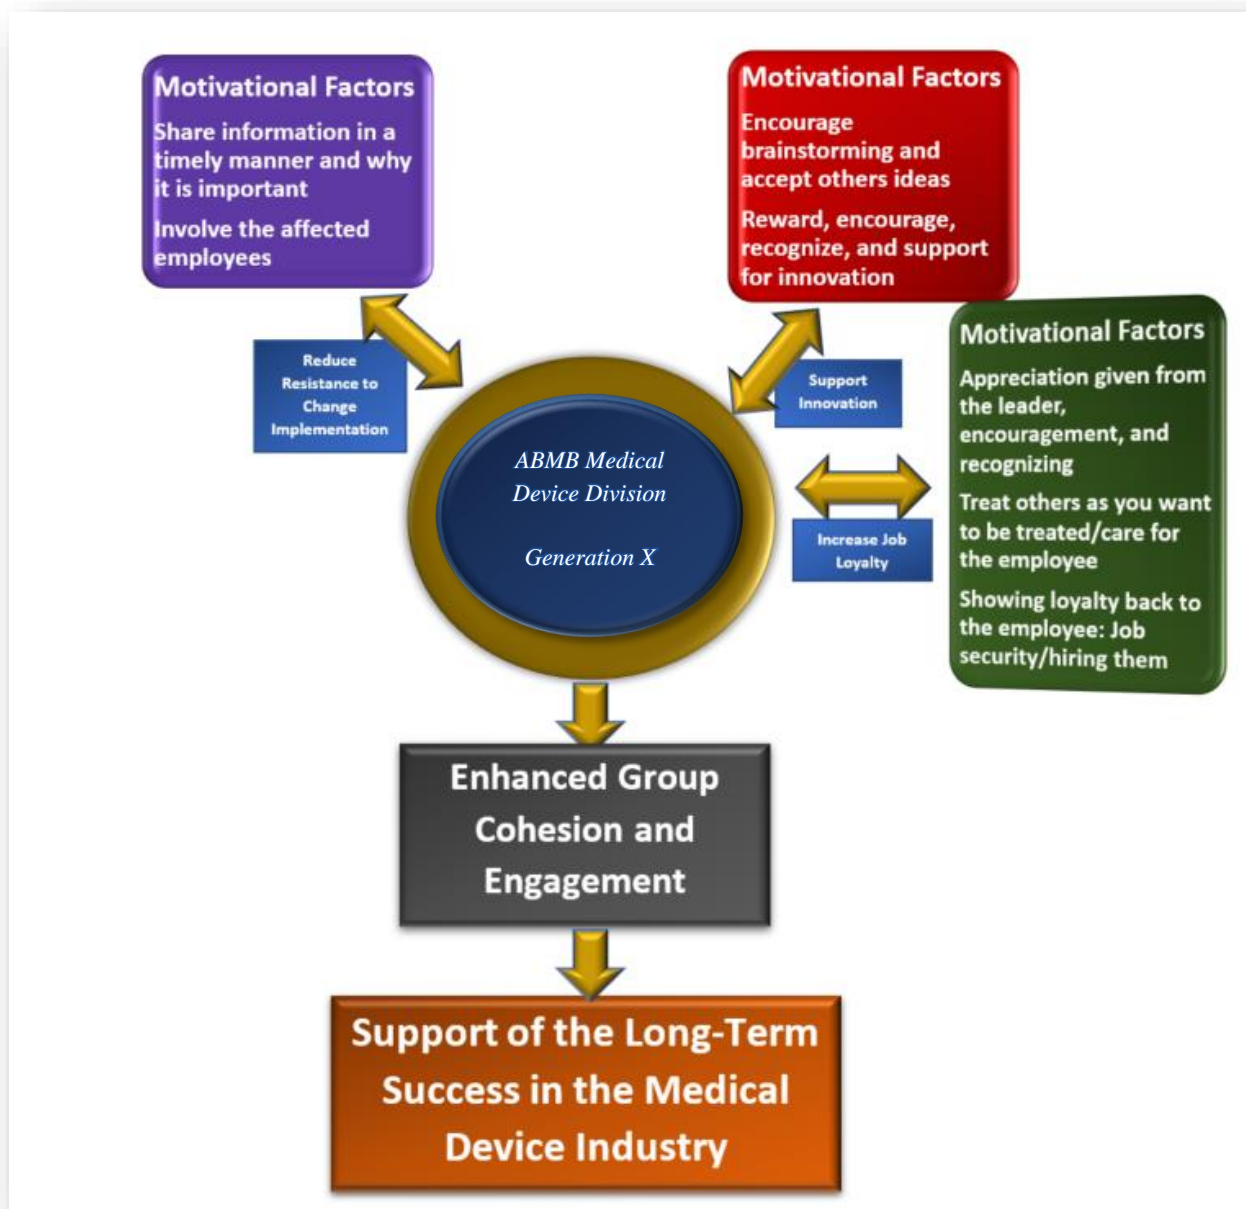 Motivational Factors
Share information in a
timely manner and why
it is important
Involve the affected
employees
Motivational Factors
Encourage
brainstorming and
accept others ideas
Reward, encourage,
recognize, and support
for innovation
Reduce
Resistance to
Change
Implementation
Support
Innovation
Motivational Factors
Appreciation given from
the leader,
encouragement, and
recognizing
Treat others as you want
to be treated/care for
the employee
Showing loyalty back to
the employee: Job
security/hiring them
ABMB Medical
Device Division
Generation X
Increase Job
Loyalty
Enhanced Group
Cohesion and
Engagement
Support of the Long-Term
Success in the Medical
Device Industry